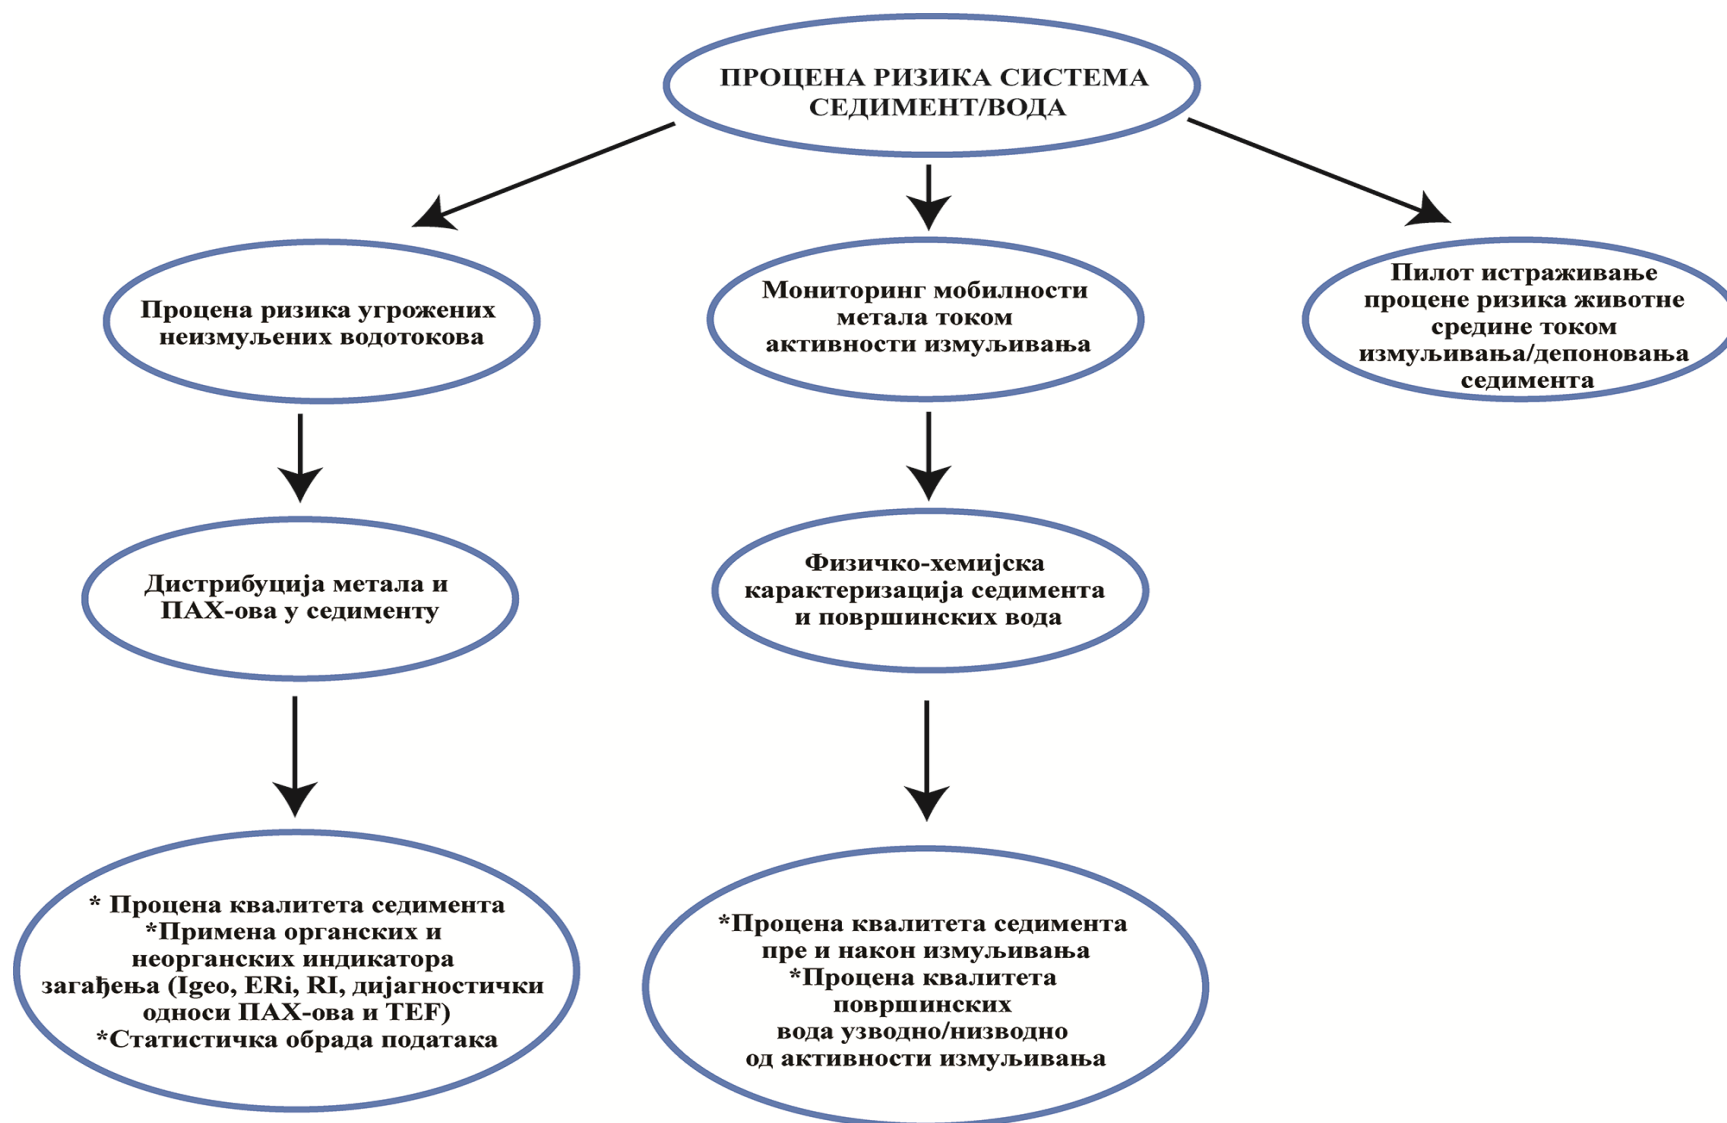 ПРОЦЕНА РИЗИКА СИСТЕМА
СЕДИМЕНТ/ВОДА
Процена ризика угрожених
неизмуљених водотокова
Мониторинг мобилности
метала током
активности измуљивања
Пилот истраживање
процене ризика животне
средине током
измуљивања/депоновања
седимента
Дистрибуција метала и
ПАХ-ова у седименту
Физичко-хемијска
карактеризација седимента
и површинских вода
* Процена квалитета седимента
*Примена органских и
неорганских индикатора
загађења (Igeo, ERi, RI, дијагностички
односи ПАХ-ова и TEF)
*Статистичка обрада података
*Процена квалитета седимента
пре и након измуљивања
*Процена квалитета
површинских
вода узводно/низводно
од активности измуљивања